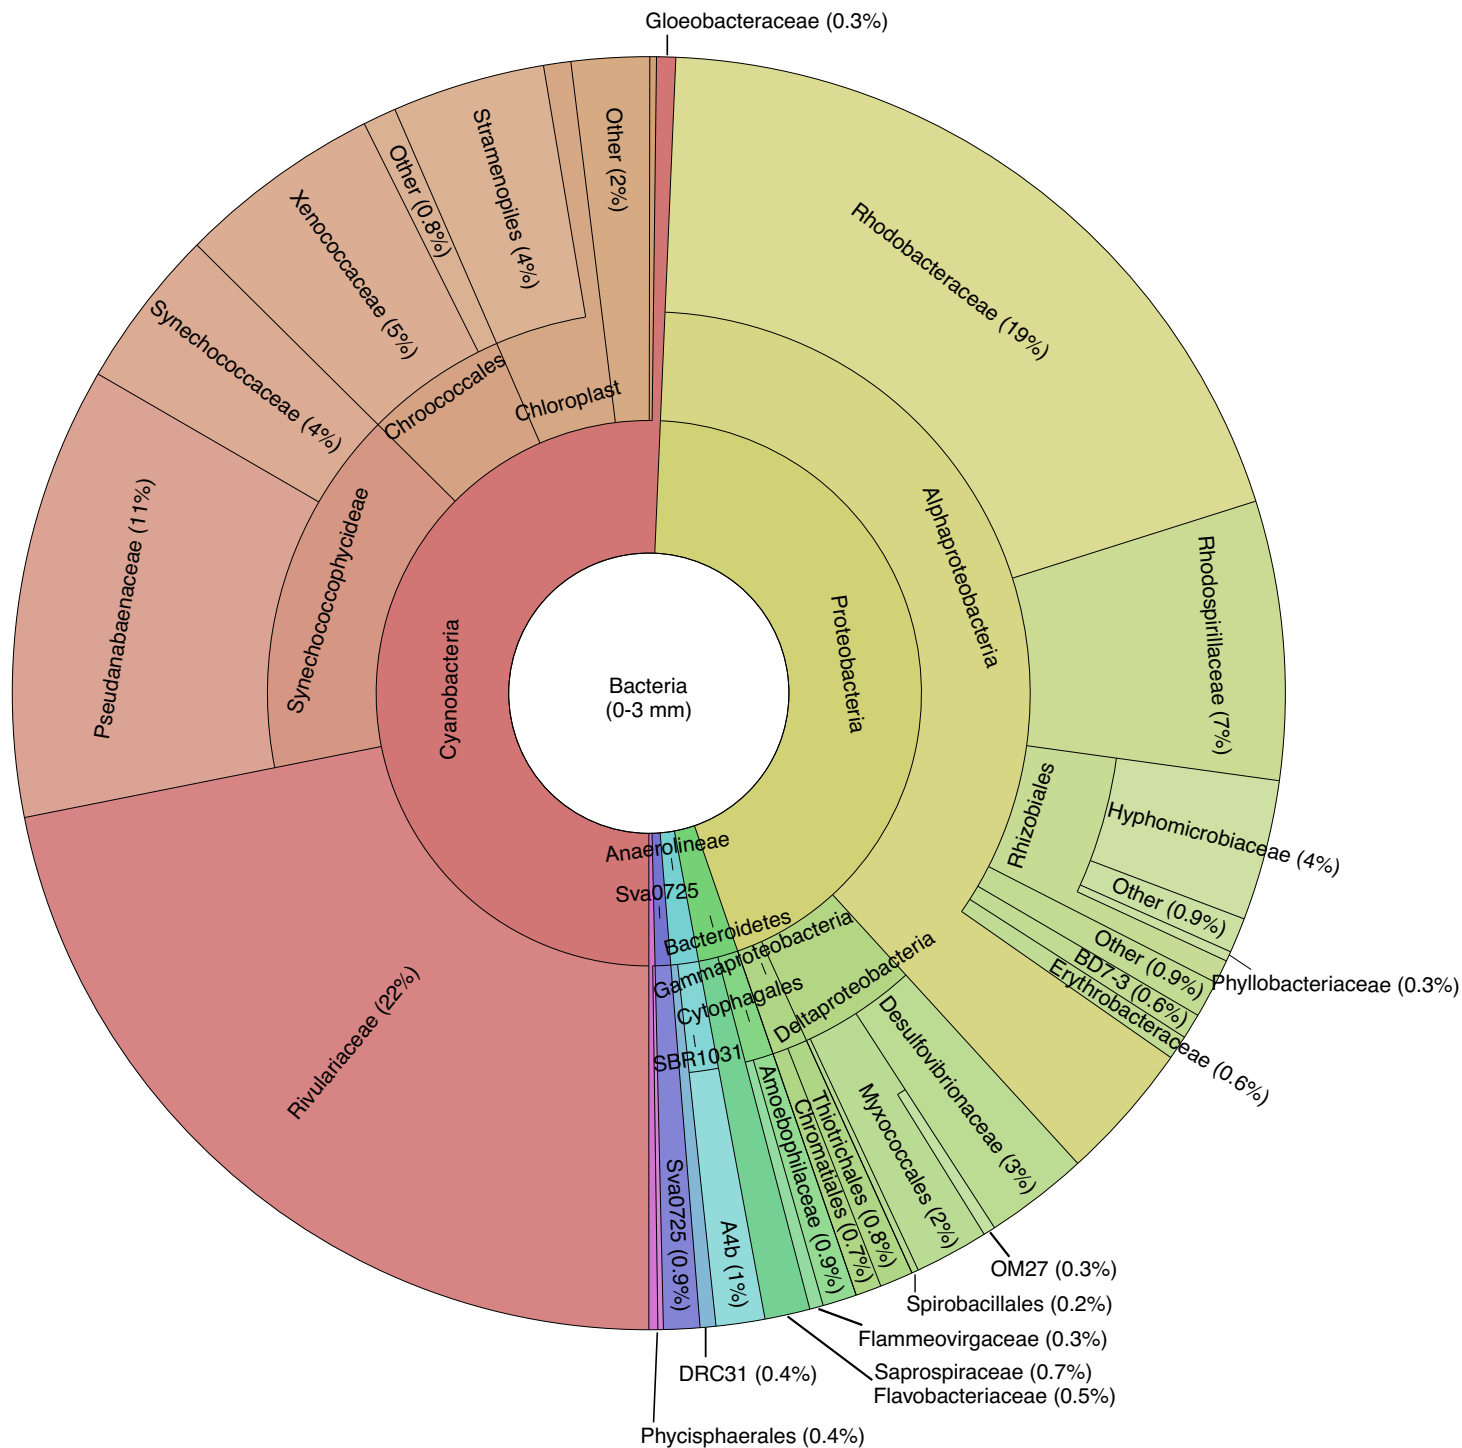 Gloeobacteraceae (0.3%)
Other (2%)
Stramenopiles (4%)
Other (0.8%)
Xenococcaceae (5%)
Synechococcaceae (4%)
Pseudanabaenaceae (11%)
Rivulariaceae (22%)
Chroococcales
Chloroplast
Synechococcophycideae
Cyanobacteria
Bacteria
(0-3 mm)
Proteobacteria
Alphaproteobacteria
Rhodobacteraceae (19%)
Rhodospirillaceae (7%)
Rhizobiales
Hyphomicrobiaceae (4%)
Other (0.9%)
Phyllobacteriaceae (0.3%)
Other (0.9%)
BD7-3 (0.6%)
Erythrobacteraceae (0.6%)
Anaerolineae
Sva0725
Bacteroidetes
Gammaproteobacteria
Cytophagales
Deltaproteobacteria
SBR1031
Desulfovibrionaceae (3%)
Myxococcales (2%)
Thiotrichales (0.8%)
Chromatiales (0.7%)
Amoebophilaceae (0.9%)
A4b (1%)
Sva0725 (0.9%)
OM27 (0.3%)
Spirobacillales (0.2%)
Flammeovirgaceae (0.3%)
Saprospiraceae (0.7%)
Flavobacteriaceae (0.5%)
DRC31 (0.4%)
Phycisphaerales (0.4%)